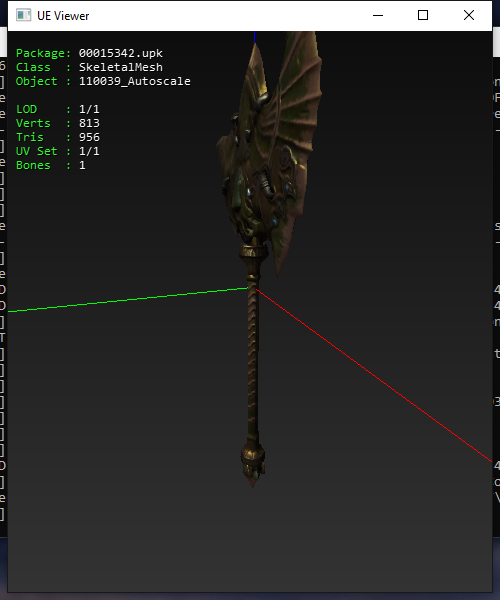 UE Viewer
Package: 00015342.upk
Class  : SkeletalMesh
Object : 110039_Autoscale
LOD    : 1/1
Verts  : 813
Tris   : 956
UV Set : 1/1
Bones  : 1